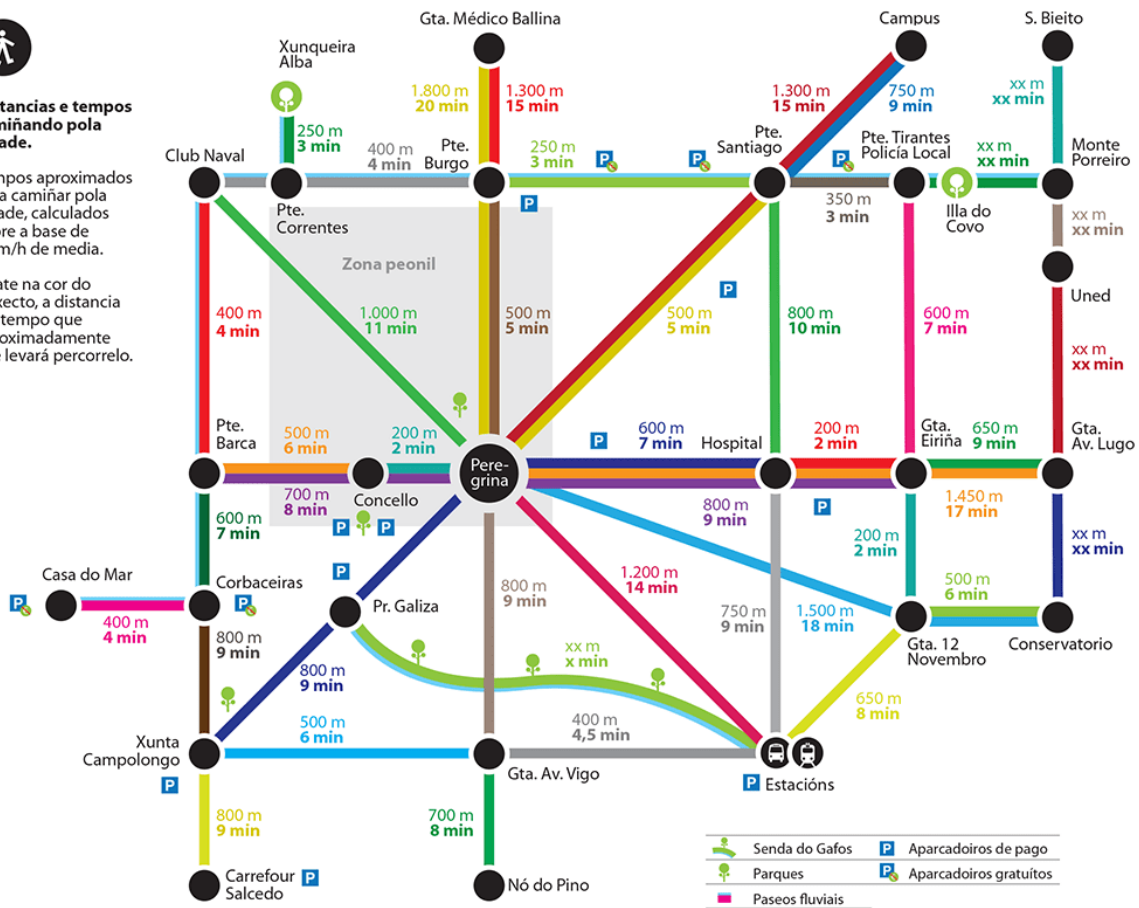 tancias e tempos
miñando pola
ade.
mpos aproximados
a camiñar pola
ade, calculados
re a base de
m/h de media.
ate na cor do
xecto, a distancia
tempo que
oximadamente
e levará percorrelo.
Gta. Médico Ballina
Campus
S. Bieito
Xunqueira
Alba
1.800 m
20 min
1.300 m
15 min
1.300 m
15 min
750 m
9 min
xx m
xx min
250 m
3 min
Club Naval
400 m
4 min
Pte.
Burgo
250 m
3 min
P
P
Pte.
Santiago
P
Pte. Tirantes
Policía Local
xx m
xx min
Monte
Porreiro
Pte.
Correntes
P
350 m
3 min
Illa do
Covo
xx m
xx min
Zona peonil
P
Uned
400 m
4 min
1.000 m
11 min
500 m
5 min
500 m
5 min
800 m
10 min
600 m
7 min
xx m
xx min
Pte.
Barca
500 m
6 min
200 m
2 min
Pere-
grina
P
600 m
7 min
Hospital
200 m
2 min
Gta.
Eiriña
650 m
9 min
Gta.
Av. Lugo
700 m
8 min
Concello
P
P
800 m
9 min
P
1.450 m
17 min
600 m
7 min
200 m
2 min
xx m
xx min
Casa do Mar
P
400 m
4 min
Corbaceiras
P
P
Pr. Galiza
800 m
9 min
1.200 m
14 min
750 m
9 min
1.500 m
18 min
500 m
6 min
Gta. 12
Novembro
Conservatorio
800 m
9 min
800 m
9 min
xx m
x min
650 m
8 min
500 m
6 min
400 m
4,5 min
Xunta
Campolongo
P
Gta. Av. Vigo
P
Estacións
800 m
9 min
700 m
8 min
Carrefour
Salcedo
P
Nó do Pino
Senda do Gafos
P
Aparcadoiros de pago
Parques
P
Aparcadoiros gratuítos
Paseos fluviais